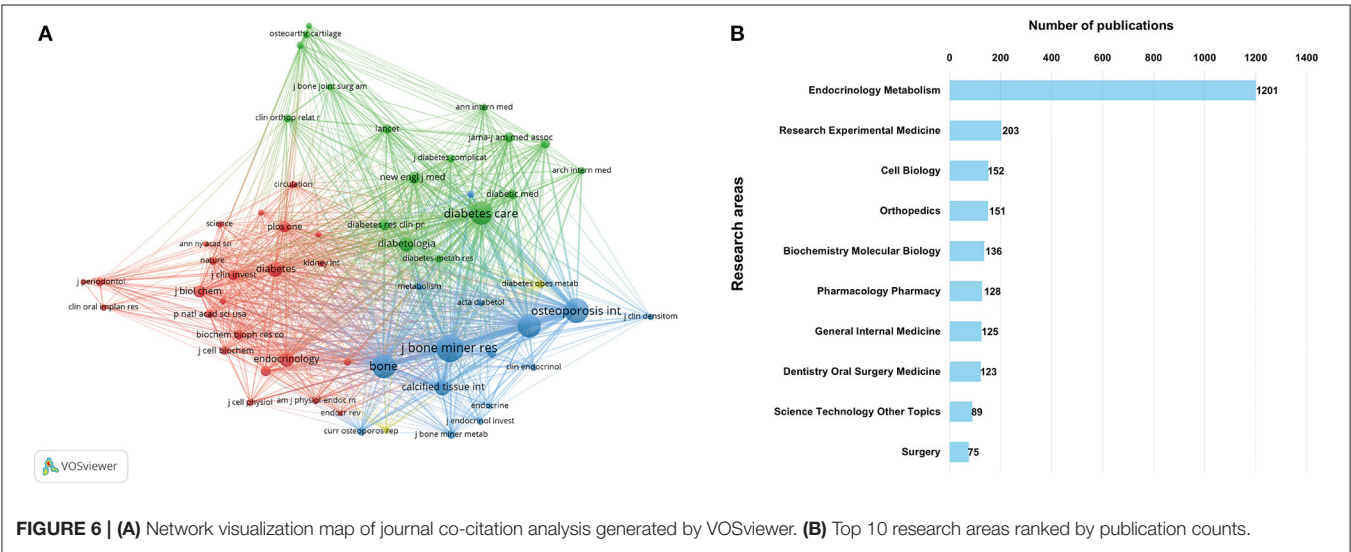 A
osteoarthr cartilage
j bone joint surg am
ann intern med
clin orthop relat r
lancet
jama-j am med assoc
j diabetes complicat
arch intern med
new engl j med
circulation
diabetic med
diabetes care
science
plos one
diabetes res clin pr
ann ny acad sci
diabetologia
nature
kidney int
diabetes metab res
diabetes
j clin invest
j periodontol
metabolism
diabetes obes metab
j biol chem
acta diabetol
clin oral implan res
osteoporosis int
p natl acad sci usa
j clin densitom
biochem bioph res co
j cell biochem
j bone miner res
endocrinology
bone
clin endocrinol
calcified tissue int
j cell physiol
am j physiol-endoc m
endocrine
endocr rev
j endocrinol invest
curr osteoporos rep
j bone miner metab
VOSviewer
B
Number of publications
0 200 400 600 800 1000 1200 1400
Research areas
Endocrinology Metabolism 1201
Research Experimental Medicine 203
Cell Biology 152
Orthopedics 151
Biochemistry Molecular Biology 136
Pharmacology Pharmacy 128
General Internal Medicine 125
Dentistry Oral Surgery Medicine 123
Science Technology Other Topics 89
Surgery 75
FIGURE 6 | (A) Network visualization map of journal co-citation analysis generated by VOSviewer. (B) Top 10 research areas ranked by publication counts.